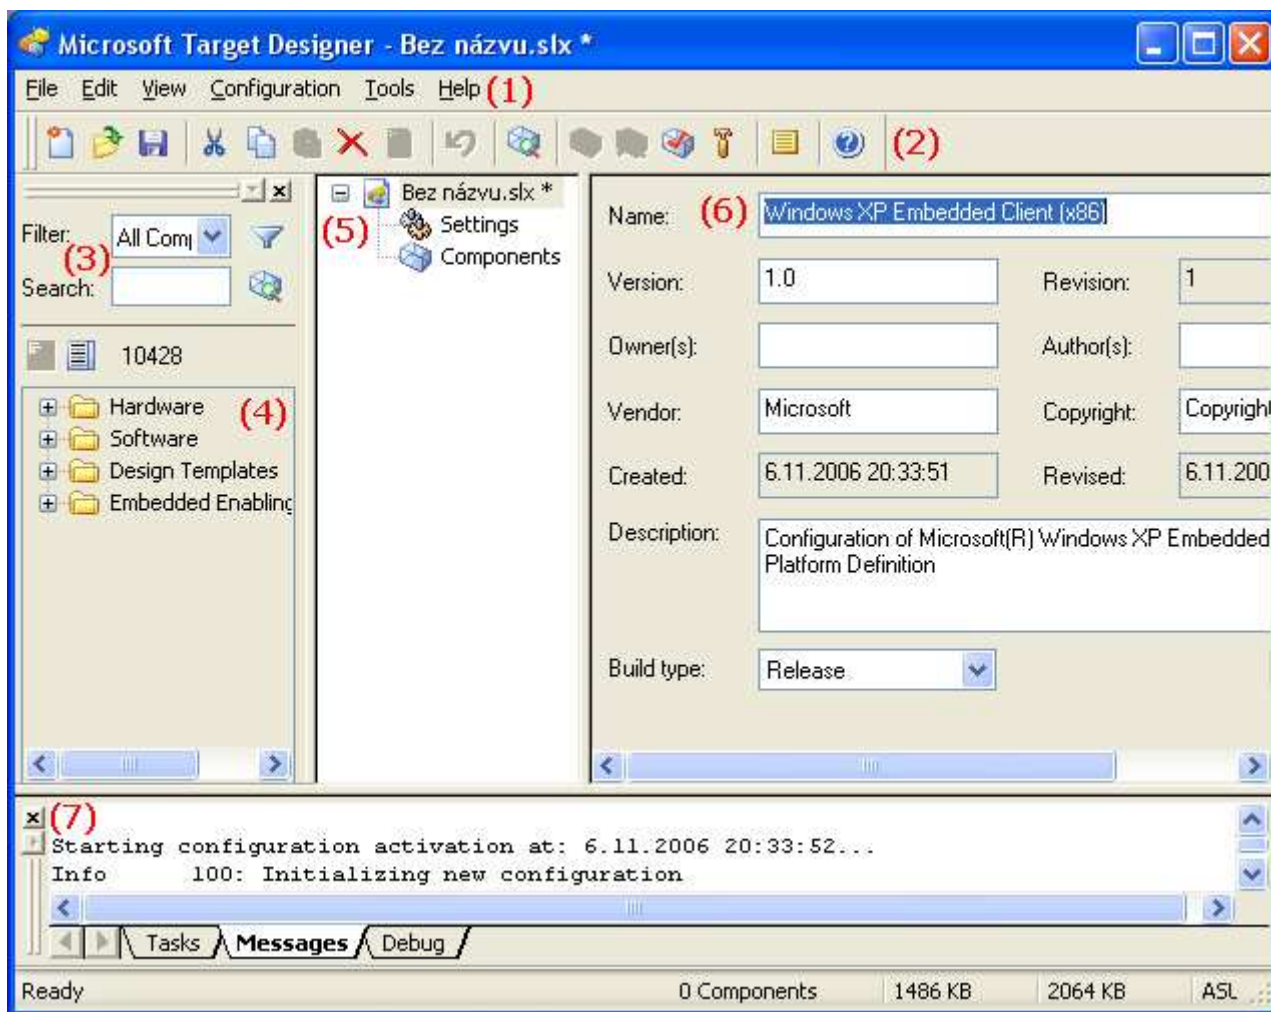 Microsoft Target Designer - Bez názvu.slx *
File Edit View Configuration Tools Help (1)
(2)
Filter: All Comp
(3)
Search:
10428
Hardware (4)
Software
Design Templates
Embedded Enabling
Bez názvu.slx *
(5) Settings
Components
Name: (6) Windows XP Embedded Client (x86)
Version: 1.0 Revision: 1
Owner(s): Author(s):
Vendor: Microsoft Copyright: Copyright
Created: 6.11.2006 20:33:51 Revised: 6.11.200
Description: Configuration of Microsoft(R) Windows XP Embedded
Platform Definition
Build type: Release
(7)
Starting configuration activation at: 6.11.2006 20:33:52...
Info 100: Initializing new configuration
Tasks Messages Debug
Ready 0 Components 1486 KB 2064 KB ASL